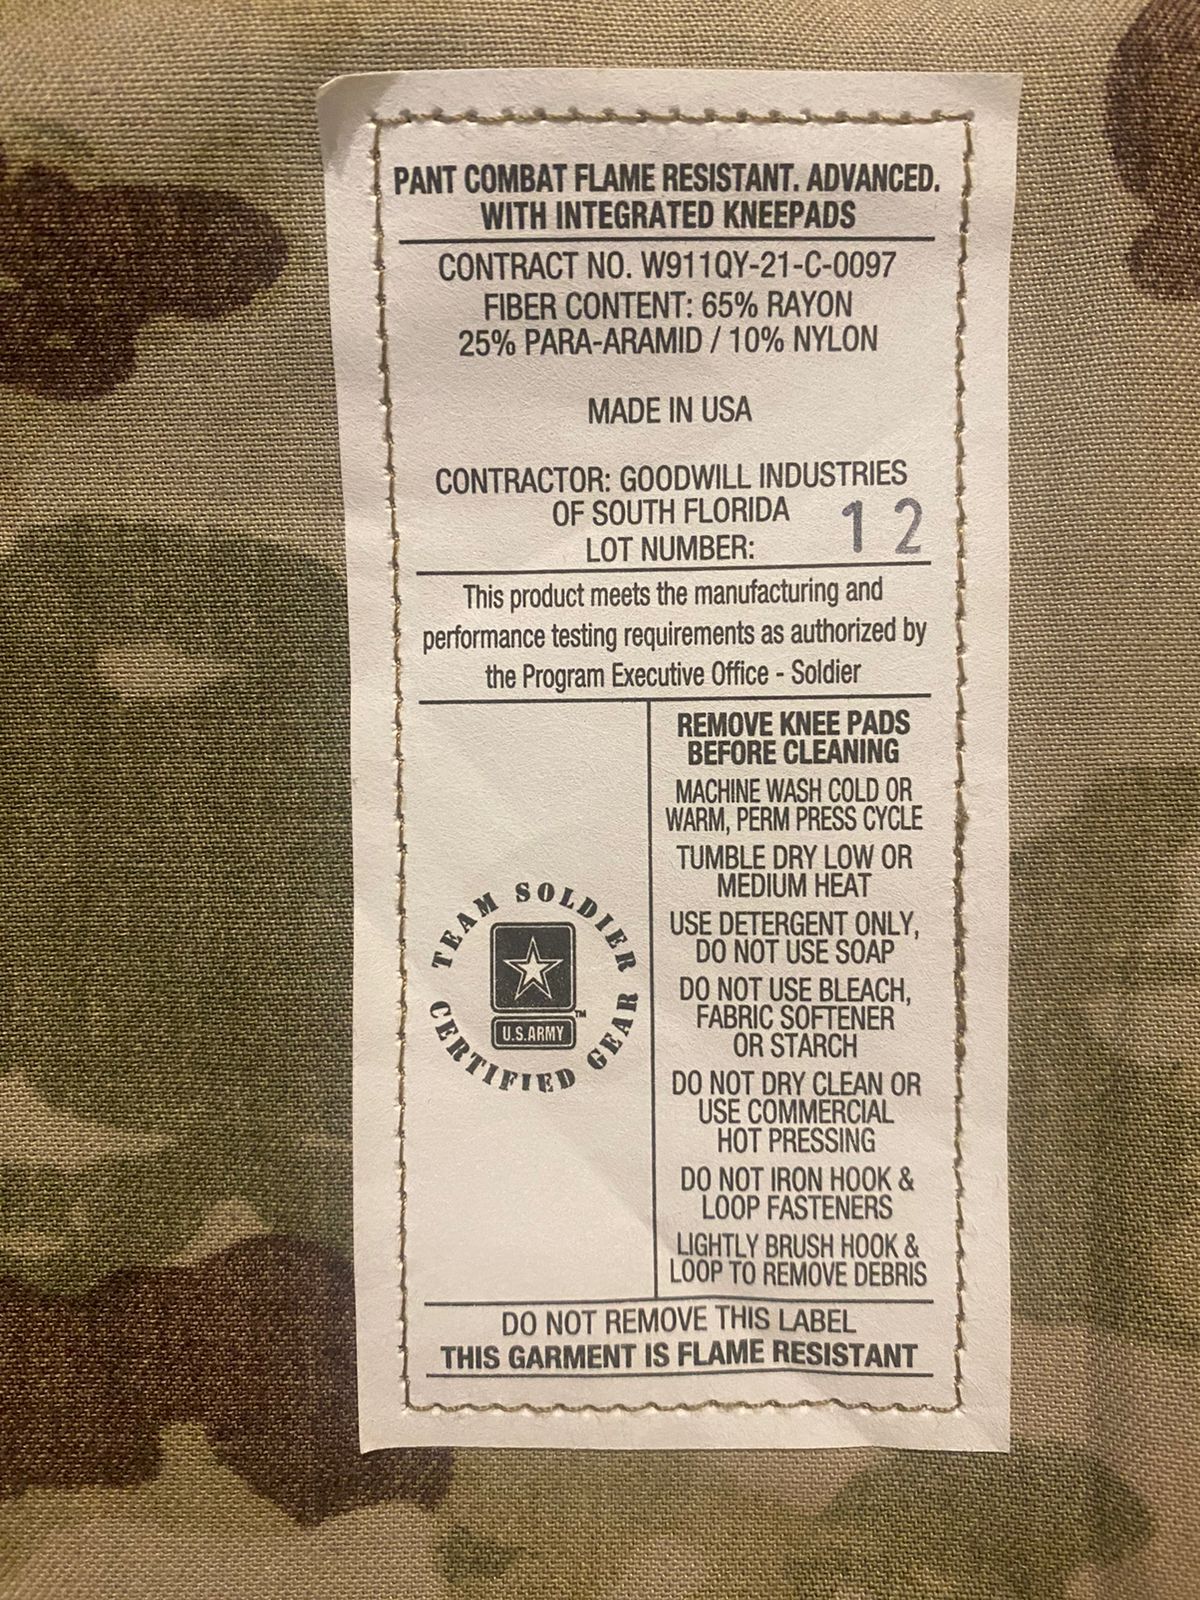 PANT COMBAT FLAME RESISTANT. ADVANCED.
WITH INTEGRATED KNEEPADS
CONTRACT NO. W911QY-21-C-0097
FIBER CONTENT: 65% RAYON
25% PARA-ARAMID / 10% NYLON
MADE IN USA
CONTRACTOR: GOODWILL INDUSTRIES
OF SOUTH FLORIDA
LOT NUMBER: 12
This product meets the manufacturing and
performance testing requirements as authorized by
the Program Executive Office - Soldier
TEAM SOLDIER
CERTIFIED GEAR
U.S.ARMY ™
REMOVE KNEE PADS
BEFORE CLEANING
MACHINE WASH COLD OR
WARM, PERM PRESS CYCLE
TUMBLE DRY LOW OR
MEDIUM HEAT
USE DETERGENT ONLY,
DO NOT USE SOAP
DO NOT USE BLEACH,
FABRIC SOFTENER
OR STARCH
DO NOT DRY CLEAN OR
USE COMMERCIAL
HOT PRESSING
DO NOT IRON HOOK &
LOOP FASTENERS
LIGHTLY BRUSH HOOK &
LOOP TO REMOVE DEBRIS
DO NOT REMOVE THIS LABEL
THIS GARMENT IS FLAME RESISTANT